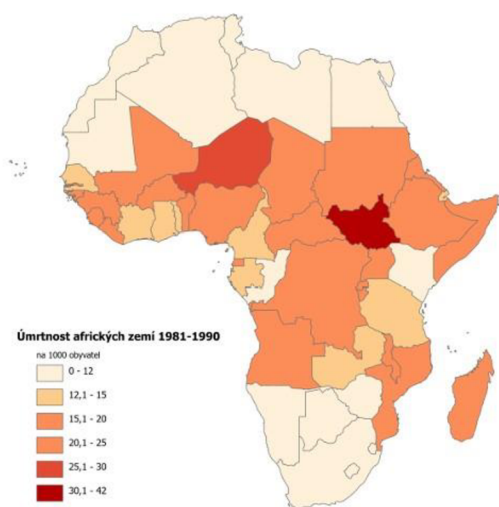 Úmrtnost afrických zemí 1981-1990
na 1000 obyvatel
0 - 12
12,1 - 15
15,1 - 20
20,1 - 25
25,1 - 30
30,1 - 42